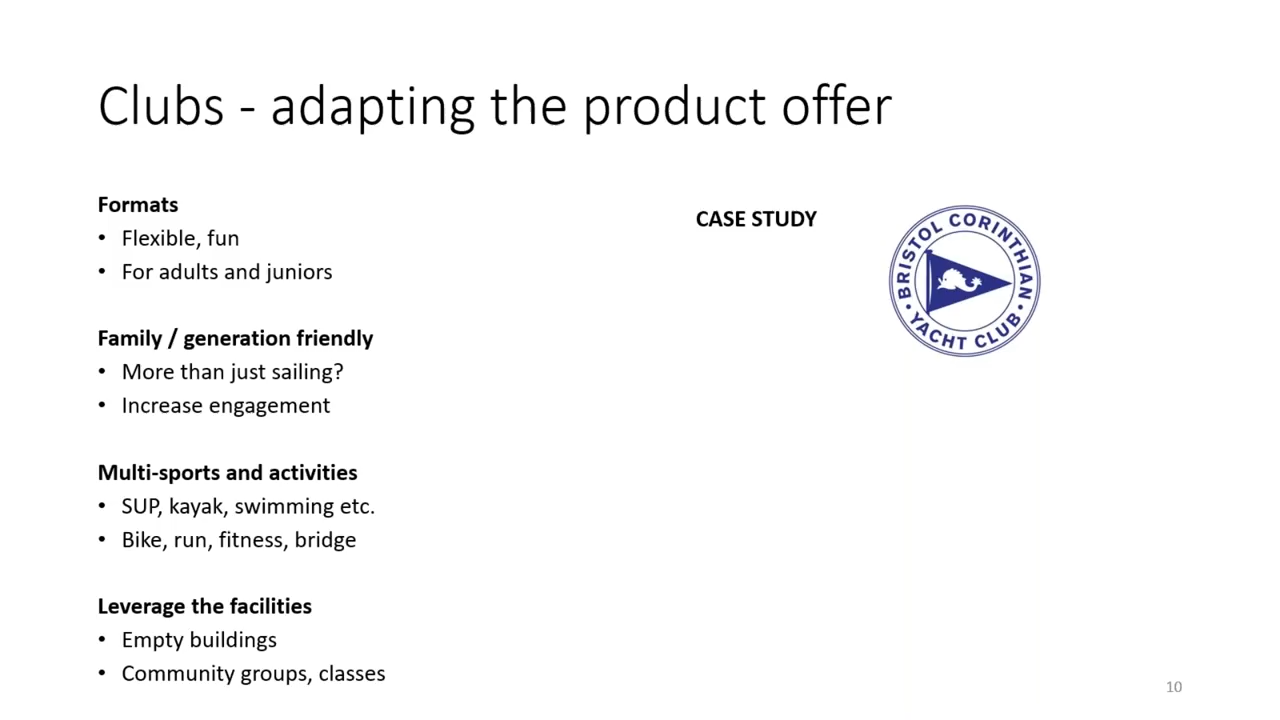 Clubs - adapting the product offer
Formats
• Flexible, fun
• For adults and juniors
Family / generation friendly
• More than just sailing?
• Increase engagement
Multi-sports and activities
• SUP, kayak, swimming etc.
• Bike, run, fitness, bridge
Leverage the facilities
• Empty buildings
• Community groups, classes
CASE STUDY
BRISTOL CORINTHIAN
• YACHT CLUB •
10